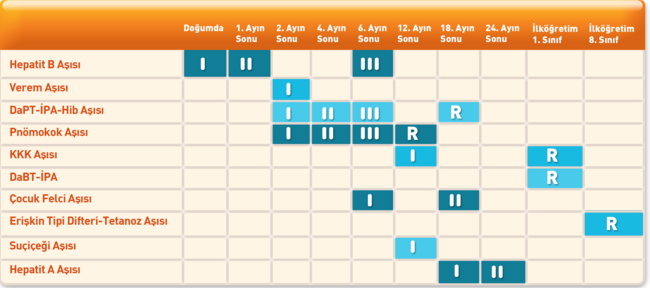 Doğumda 1. Ayın Sonu 2. Ayın Sonu 4. Ayın Sonu 6. Ayın Sonu 12. Ayın Sonu 18. Ayın Sonu 24. Ayın Sonu İlköğretim 1. Sınıf İlköğretim 8. Sınıf
Hepatit B Aşısı I II III
Verem Aşısı I
DaPT-İPA-Hib Aşısı I II III R
Pnömokok Aşısı I II III R
KKK Aşısı I R
DaBT-İPA R
Çocuk Felci Aşısı I II
Erişkin Tipi Difteri-Tetanoz Aşısı R
Suçiçeği Aşısı I
Hepatit A Aşısı I II